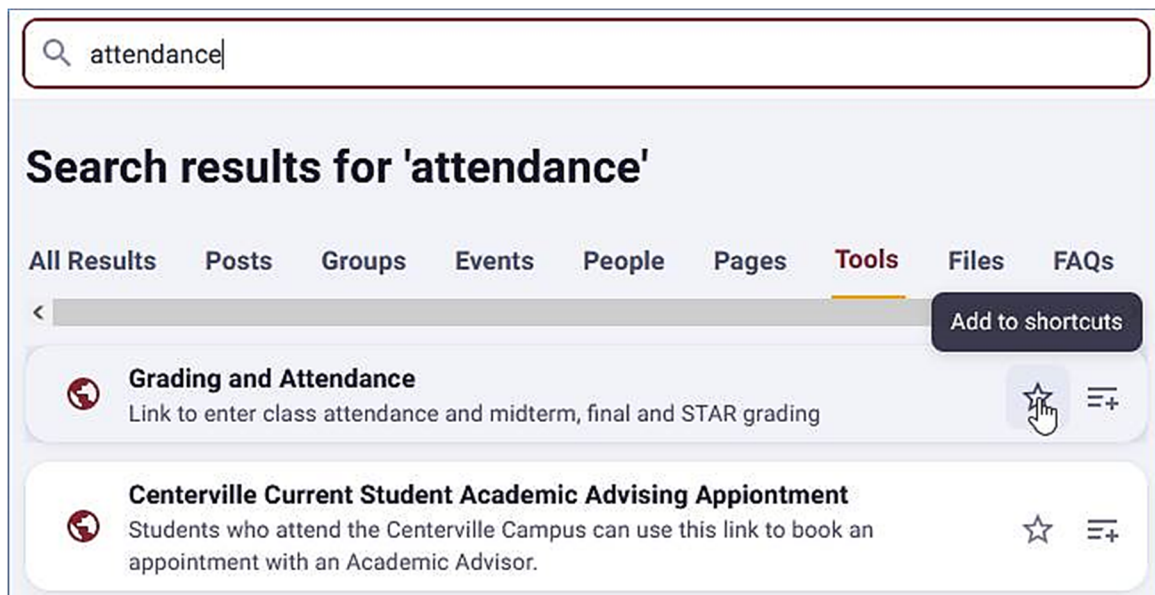 attendance
Search results for 'attendance'
All Results Posts Groups Events People Pages Tools Files FAQs
Add to shortcuts
Grading and Attendance
Link to enter class attendance and midterm, final and STAR grading
Centerville Current Student Academic Advising Appiontment
Students who attend the Centerville Campus can use this link to book an
appointment with an Academic Advisor.